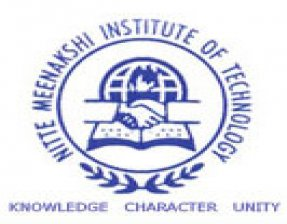 NITTE MEENAKSHI INSTITUTE OF TECHNOLOGY
KNOWLEDGE CHARACTER UNITY